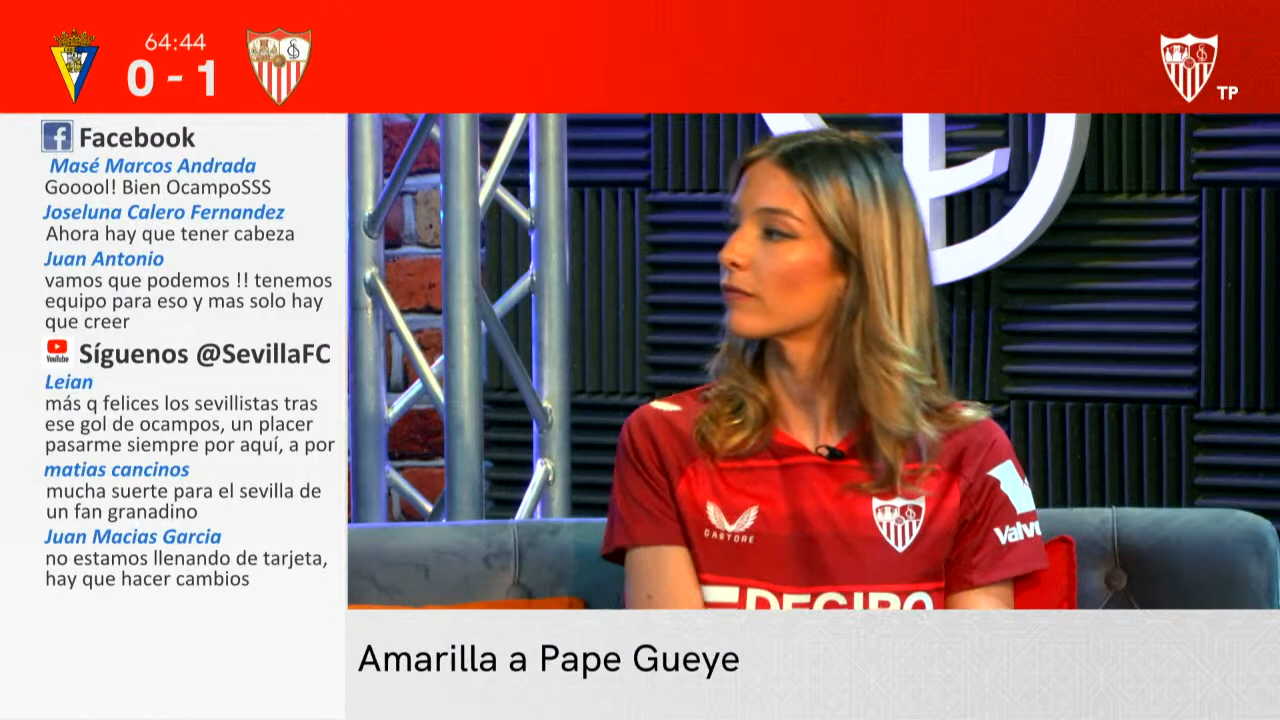 64:44
0 - 1
TP
Facebook
Masé Marcos Andrada
Gooool! Bien OcampoSSS
Joseluna Calero Fernandez
Ahora hay que tener cabeza
Juan Antonio
vamos que podemos !! tenemos
equipo para eso y mas solo hay
que creer
YouTube
Síguenos @SevillaFC
Leian
más q felices los sevillistas tras
ese gol de ocampos, un placer
pasarme siempre por aquí, a por
matias cancinos
mucha suerte para el sevilla de
un fan granadino
Juan Macias Garcia
no estamos llenando de tarjeta,
hay que hacer cambios
CASTORE
Valvo
DEGIRO
Amarilla a Pape Gueye